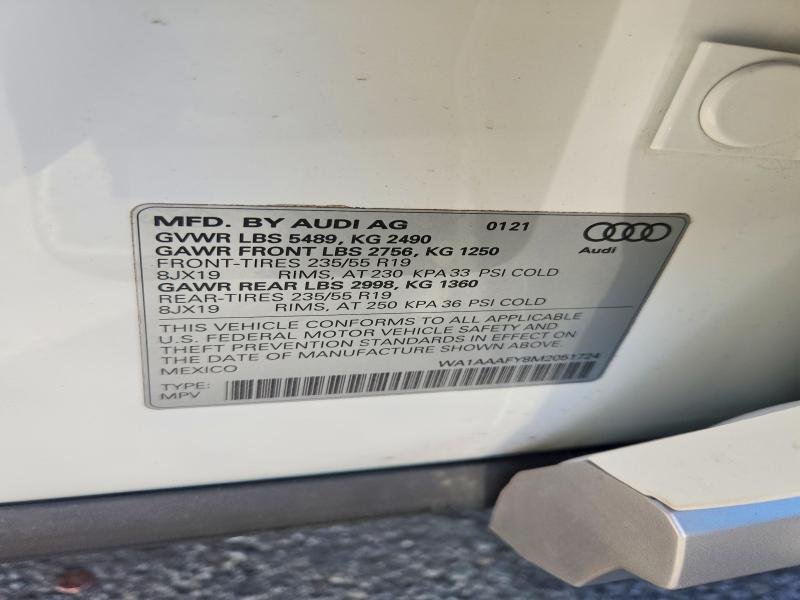 MFD. BY AUDI AG 0121
GVWR LBS 5489, KG 2490
GAWR FRONT LBS 2756, KG 1250
FRONT-TIRES 235/55 R19
8JX19 RIMS, AT 230 KPA 33 PSI COLD
GAWR REAR LBS 2998, KG 1360
REAR-TIRES 235/55 R19
8JX19 RIMS, AT 250 KPA 36 PSI COLD
THIS VEHICLE CONFORMS TO ALL APPLICABLE
U.S. FEDERAL MOTOR VEHICLE SAFETY AND
THEFT PREVENTION STANDARDS IN EFFECT ON
THE DATE OF MANUFACTURE SHOWN ABOVE.
MEXICO WA1AAAFY8M2051724
TYPE:
MPV
Audi